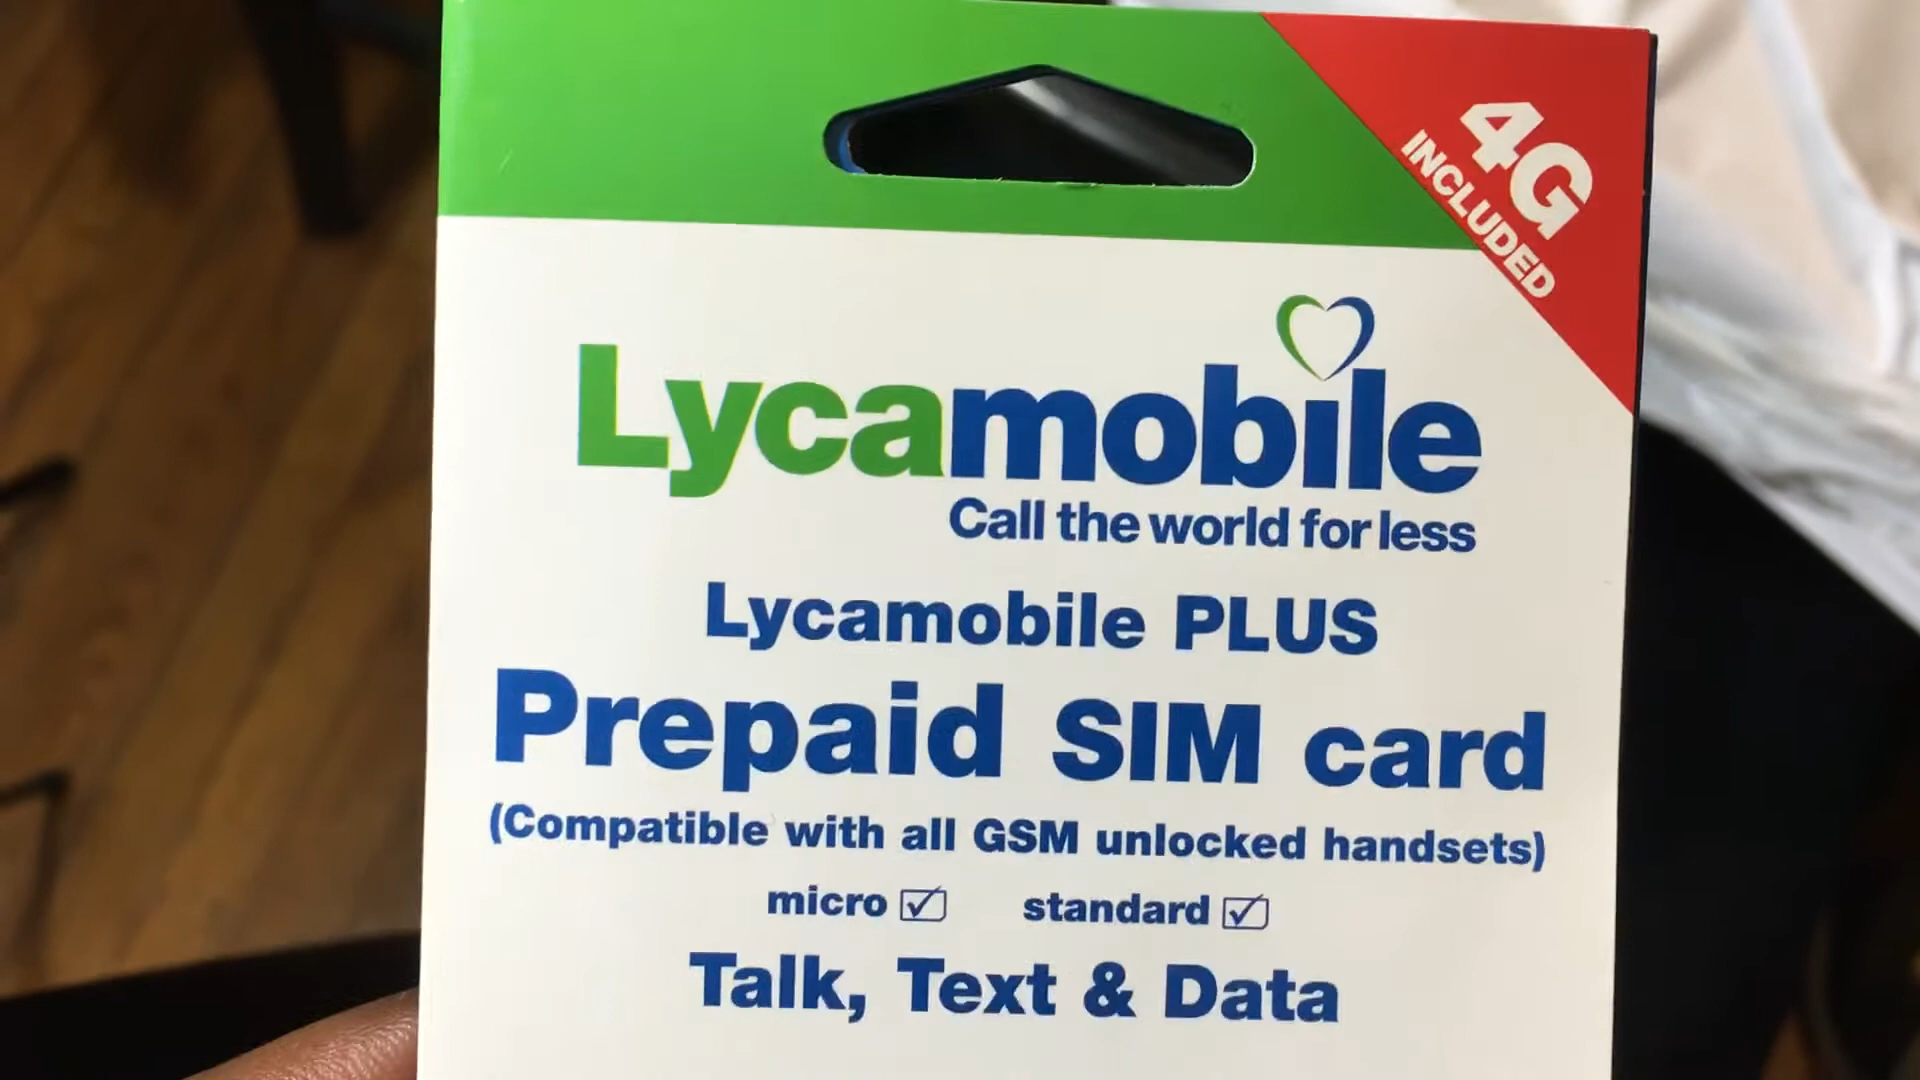 4G
INCLUDED
Lycamobile
Call the world for less
Lycamobile PLUS
Prepaid SIM card
(Compatible with all GSM unlocked handsets)
micro ☑ standard ☑
Talk, Text & Data